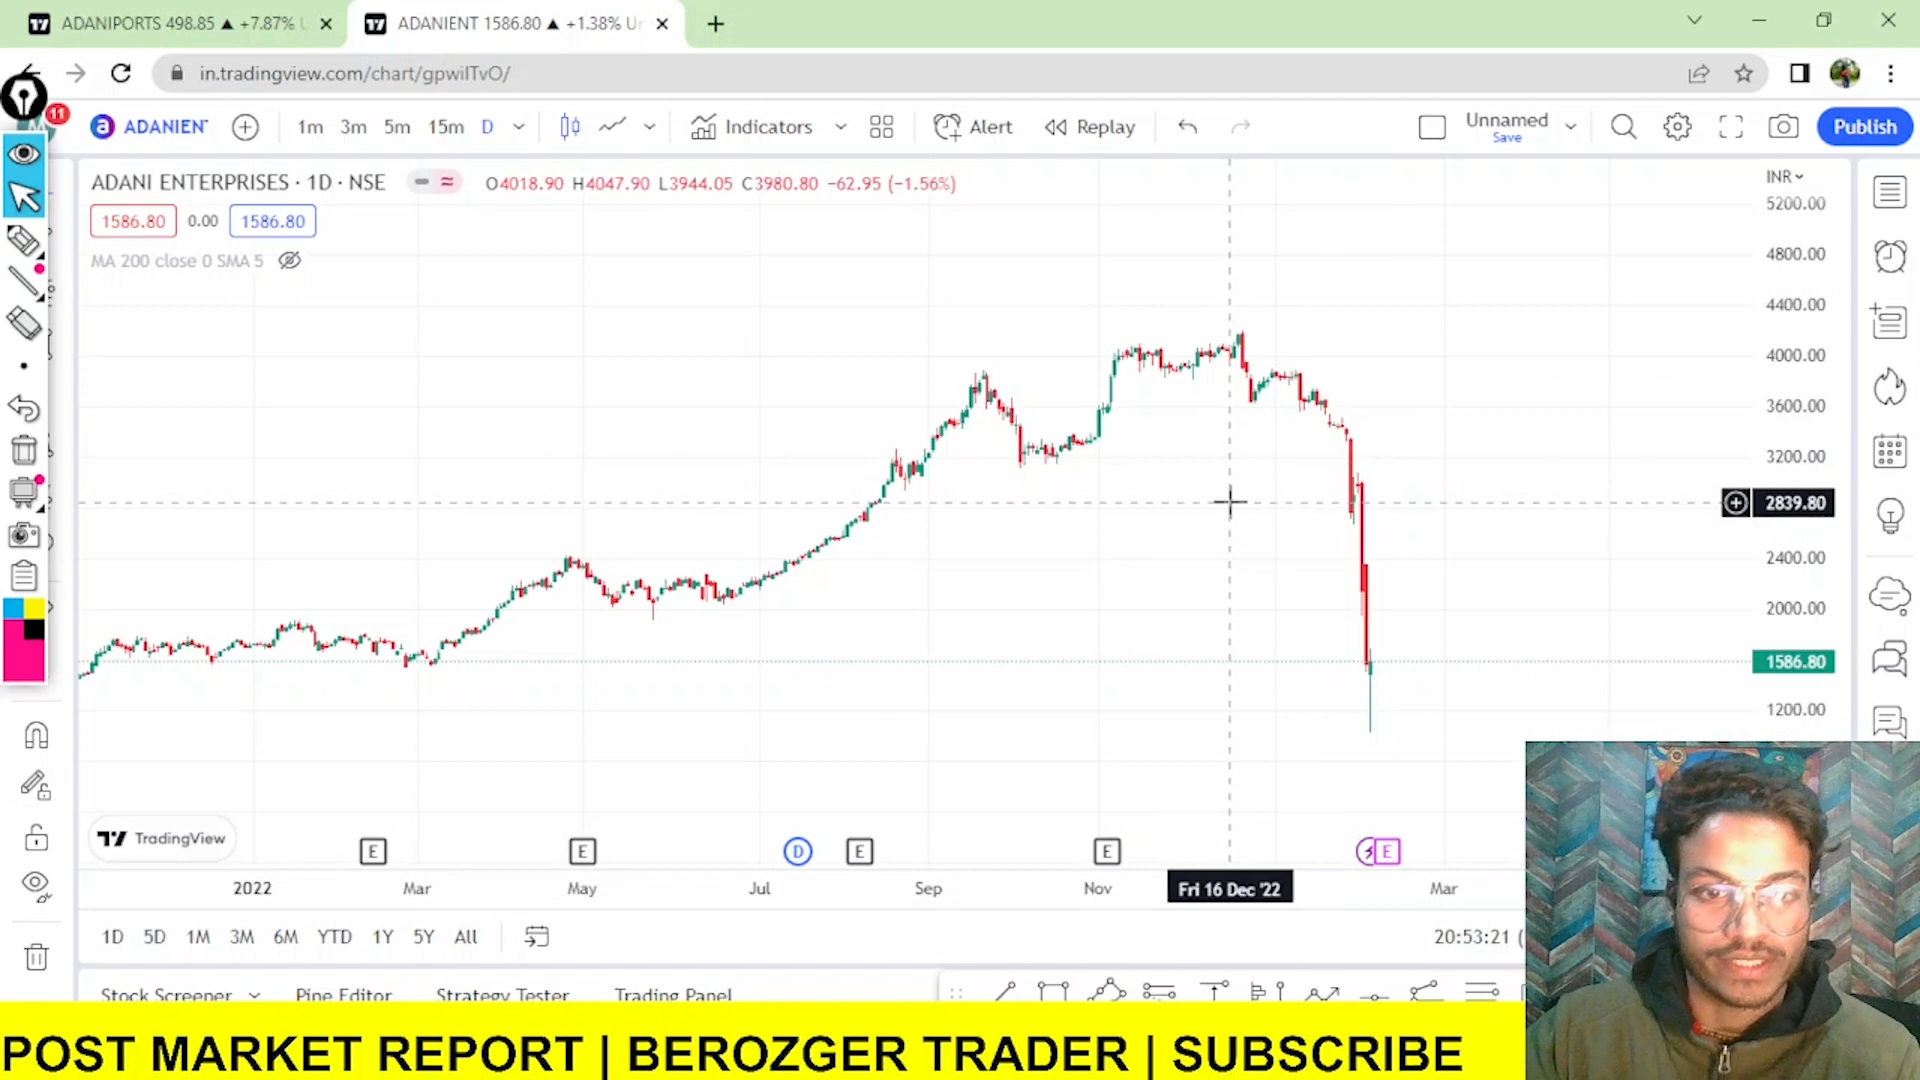 ADANIPORTS 498.85 ▲ +7.87% U
ADANIENT 1586.80 ▲ +1.38% Un
in.tradingview.com/chart/gpwiITvO/
11
ADANIENT
1m 3m 5m 15m D
Indicators
Alert
Replay
Unnamed
Save
Publish
ADANI ENTERPRISES · 1D · NSE
O4018.90 H4047.90 L3944.05 C3980.80 −62.95 (−1.56%)
INR
1586.80 0.00 1586.80
MA 200 close 0 SMA 5
5200.00
4800.00
4400.00
4000.00
3600.00
3200.00
2839.80
2400.00
2000.00
1586.80
1200.00
TradingView
E E D E E E
2022 Mar May Jul Sep Nov Fri 16 Dec '22 Mar
1D 5D 1M 3M 6M YTD 1Y 5Y All
20:53:21 (
Stock Screener Pine Editor Strategy Tester Trading Panel
POST MARKET REPORT | BEROZGER TRADER | SUBSCRIBE